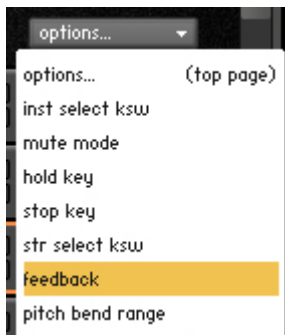 options...
options... (top page)
inst select ksw
mute mode
hold key
stop key
str select ksw
feedback
pitch bend range